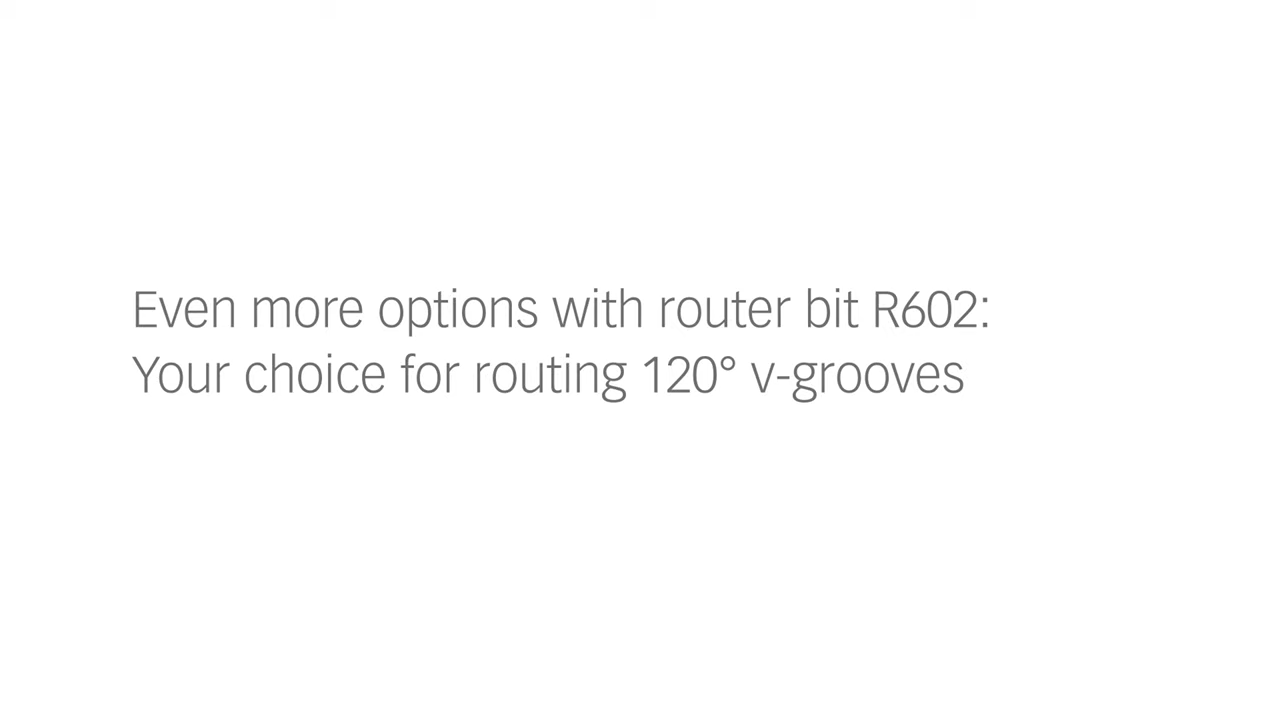 Even more options with router bit R602:
Your choice for routing 120° v-grooves